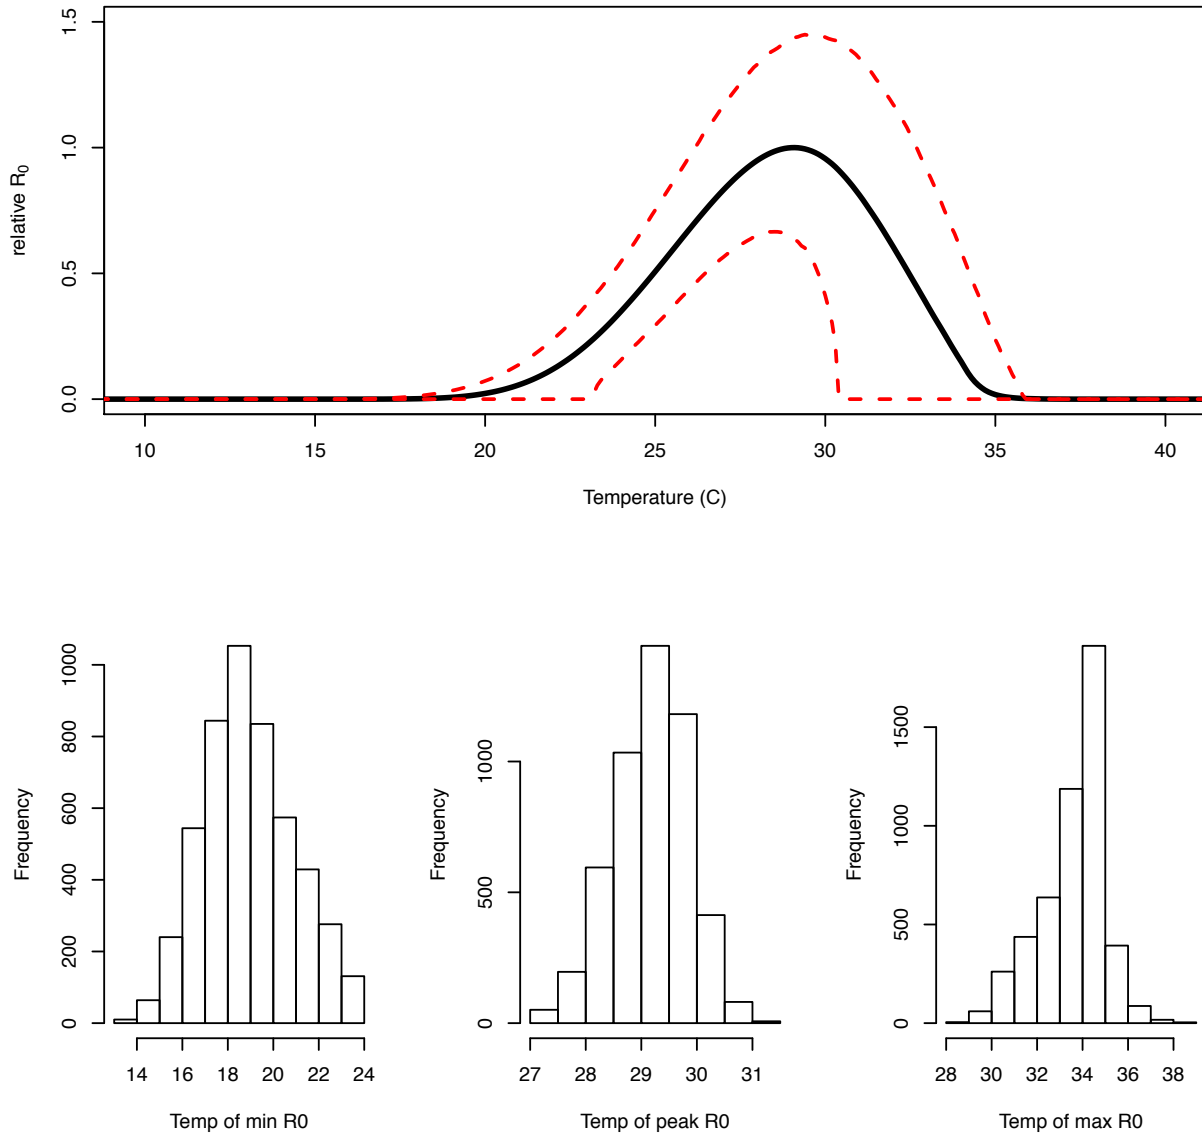 relative R0
0.0
0.5
1.0
1.5
10
15
20
25
30
35
40
Temperature (C)
Frequency
0
200
400
600
800
1000
14 16 18 20 22 24
Temp of min R0
Frequency
0
500
1000
27 28 29 30 31
Temp of peak R0
Frequency
0
500
1000
1500
28 30 32 34 36 38
Temp of max R0